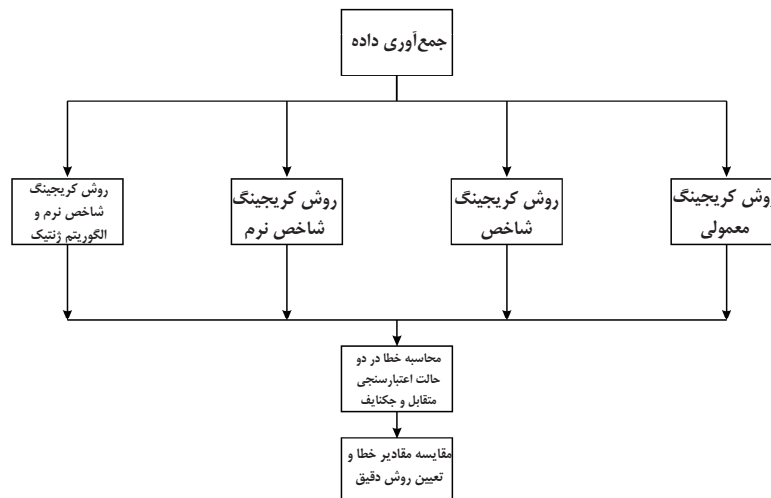 جمع‌آوری داده
روش کریجینگ
معمولی
روش کریجینگ
شاخص
روش کریجینگ
شاخص نرم
روش کریجینگ
شاخص نرم و
الگوریتم ژنتیک
محاسبه خطا در دو
حالت اعتبارسنجی
متقابل و جکنایف
مقایسه مقادیر خطا و
تعیین روش دقیق